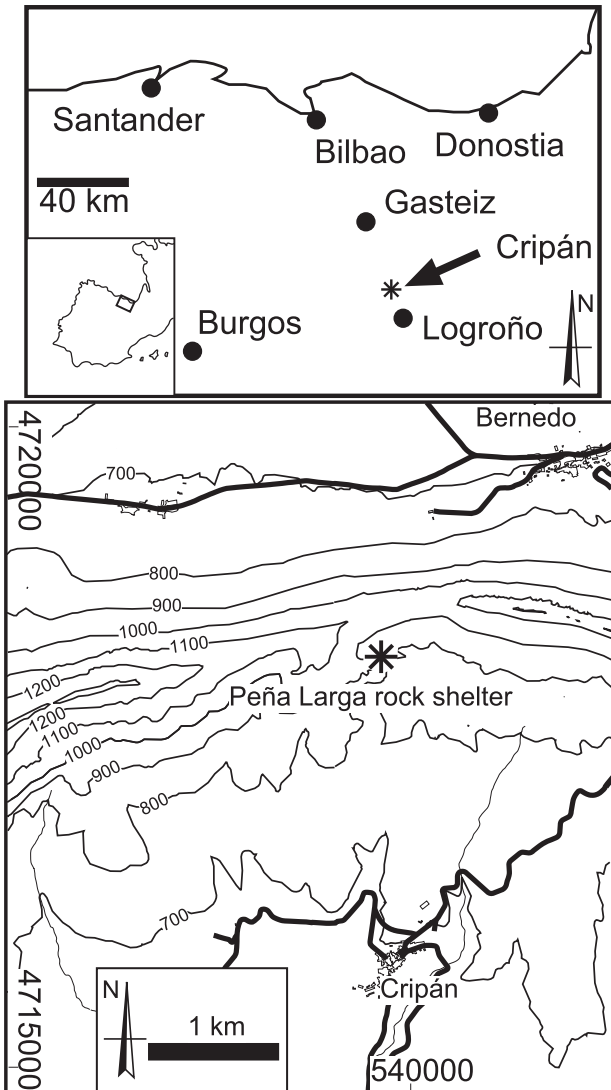 Santander
Bilbao
Donostia
40 km
Gasteiz
Cripán
Burgos
Logroño
N
4720000
Bernedo
700
800
900
1000
1100
1200
Peña Larga rock shelter
1200
1100
1000
900
800
700
Cripán
N
1 km
4715000
540000